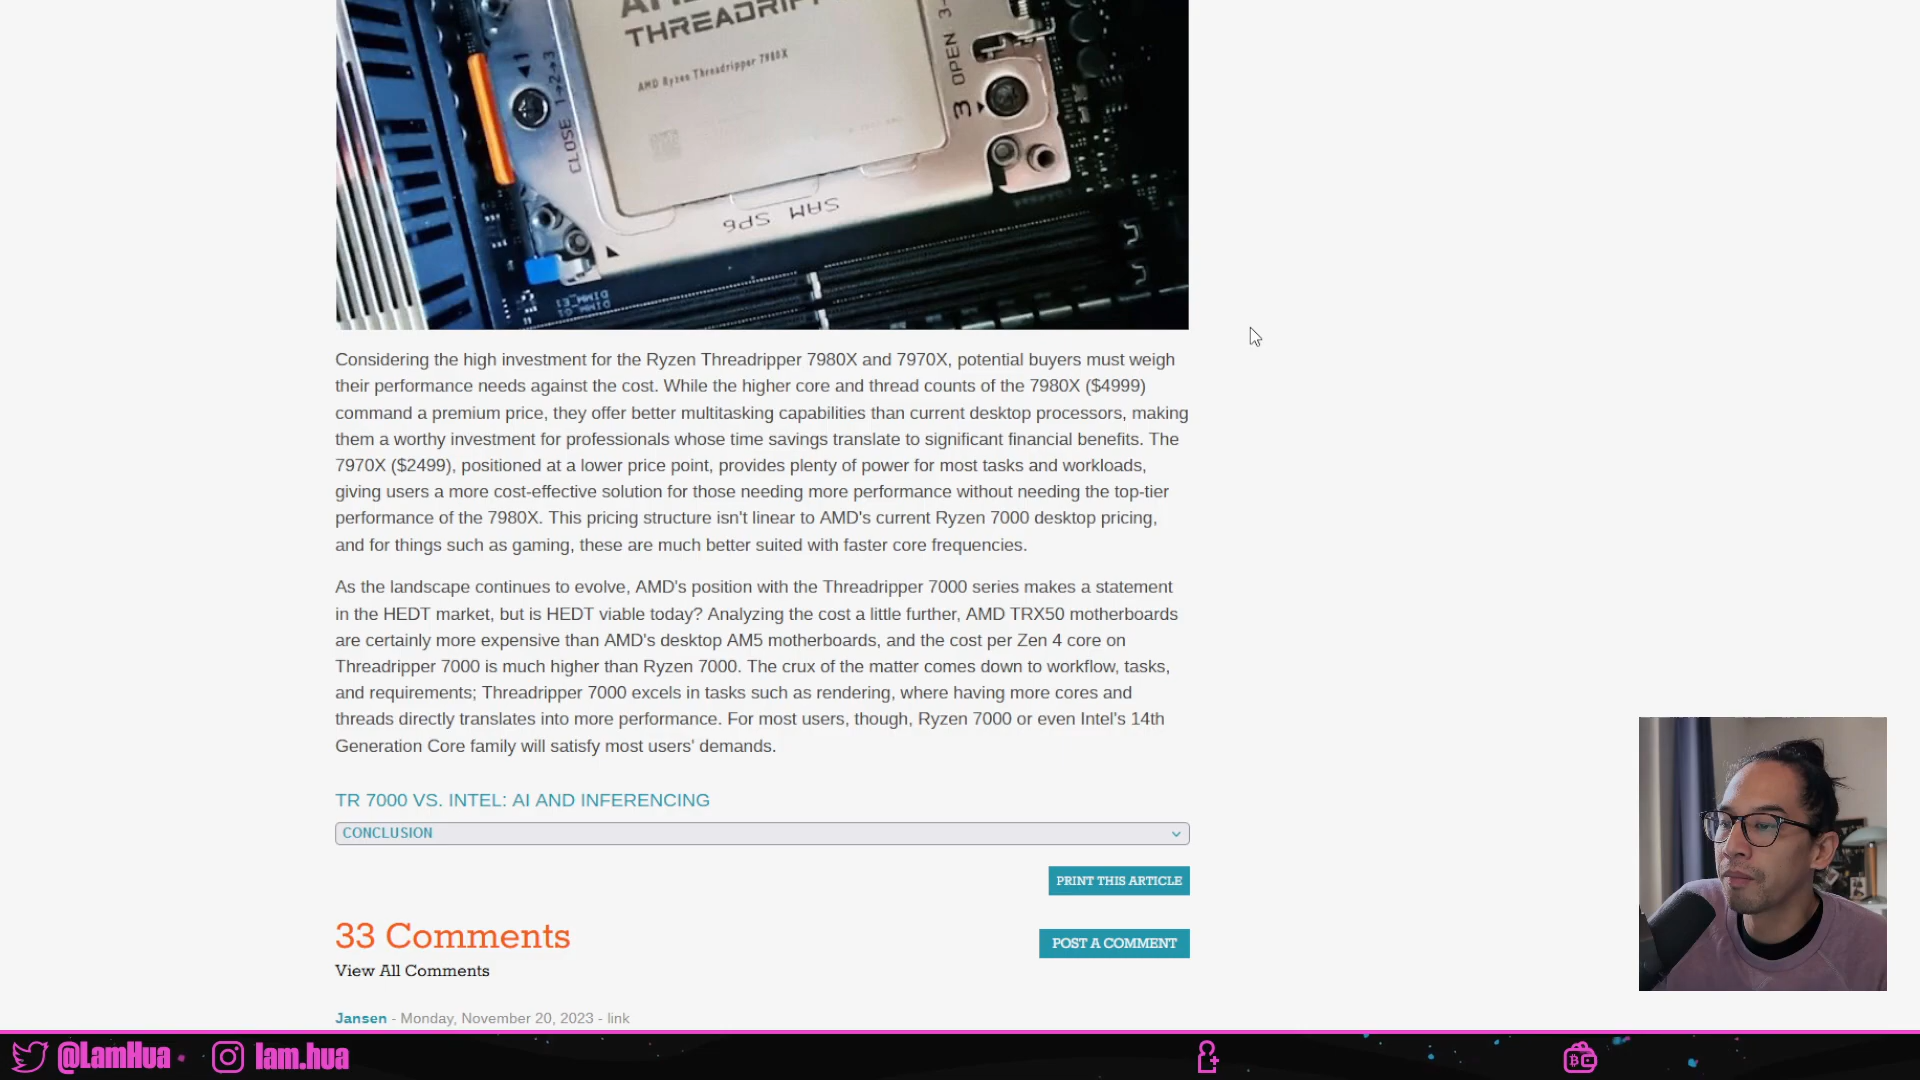 THREADRIPP
AMD Ryzen Threadripper 7980X
CLOSE 1→2→3
◀1
3
OPEN 3-
SAM SP6
DIMM_E1
DIMM_G1
Considering the high investment for the Ryzen Threadripper 7980X and 7970X, potential buyers must weigh
their performance needs against the cost. While the higher core and thread counts of the 7980X ($4999)
command a premium price, they offer better multitasking capabilities than current desktop processors, making
them a worthy investment for professionals whose time savings translate to significant financial benefits. The
7970X ($2499), positioned at a lower price point, provides plenty of power for most tasks and workloads,
giving users a more cost-effective solution for those needing more performance without needing the top-tier
performance of the 7980X. This pricing structure isn't linear to AMD's current Ryzen 7000 desktop pricing,
and for things such as gaming, these are much better suited with faster core frequencies.
As the landscape continues to evolve, AMD's position with the Threadripper 7000 series makes a statement
in the HEDT market, but is HEDT viable today? Analyzing the cost a little further, AMD TRX50 motherboards
are certainly more expensive than AMD's desktop AM5 motherboards, and the cost per Zen 4 core on
Threadripper 7000 is much higher than Ryzen 7000. The crux of the matter comes down to workflow, tasks,
and requirements; Threadripper 7000 excels in tasks such as rendering, where having more cores and
threads directly translates into more performance. For most users, though, Ryzen 7000 or even Intel's 14th
Generation Core family will satisfy most users' demands.
TR 7000 VS. INTEL: AI AND INFERENCING
CONCLUSION
PRINT THIS ARTICLE
33 Comments
POST A COMMENT
View All Comments
Jansen - Monday, November 20, 2023 - link
@LamHua
lam.hua